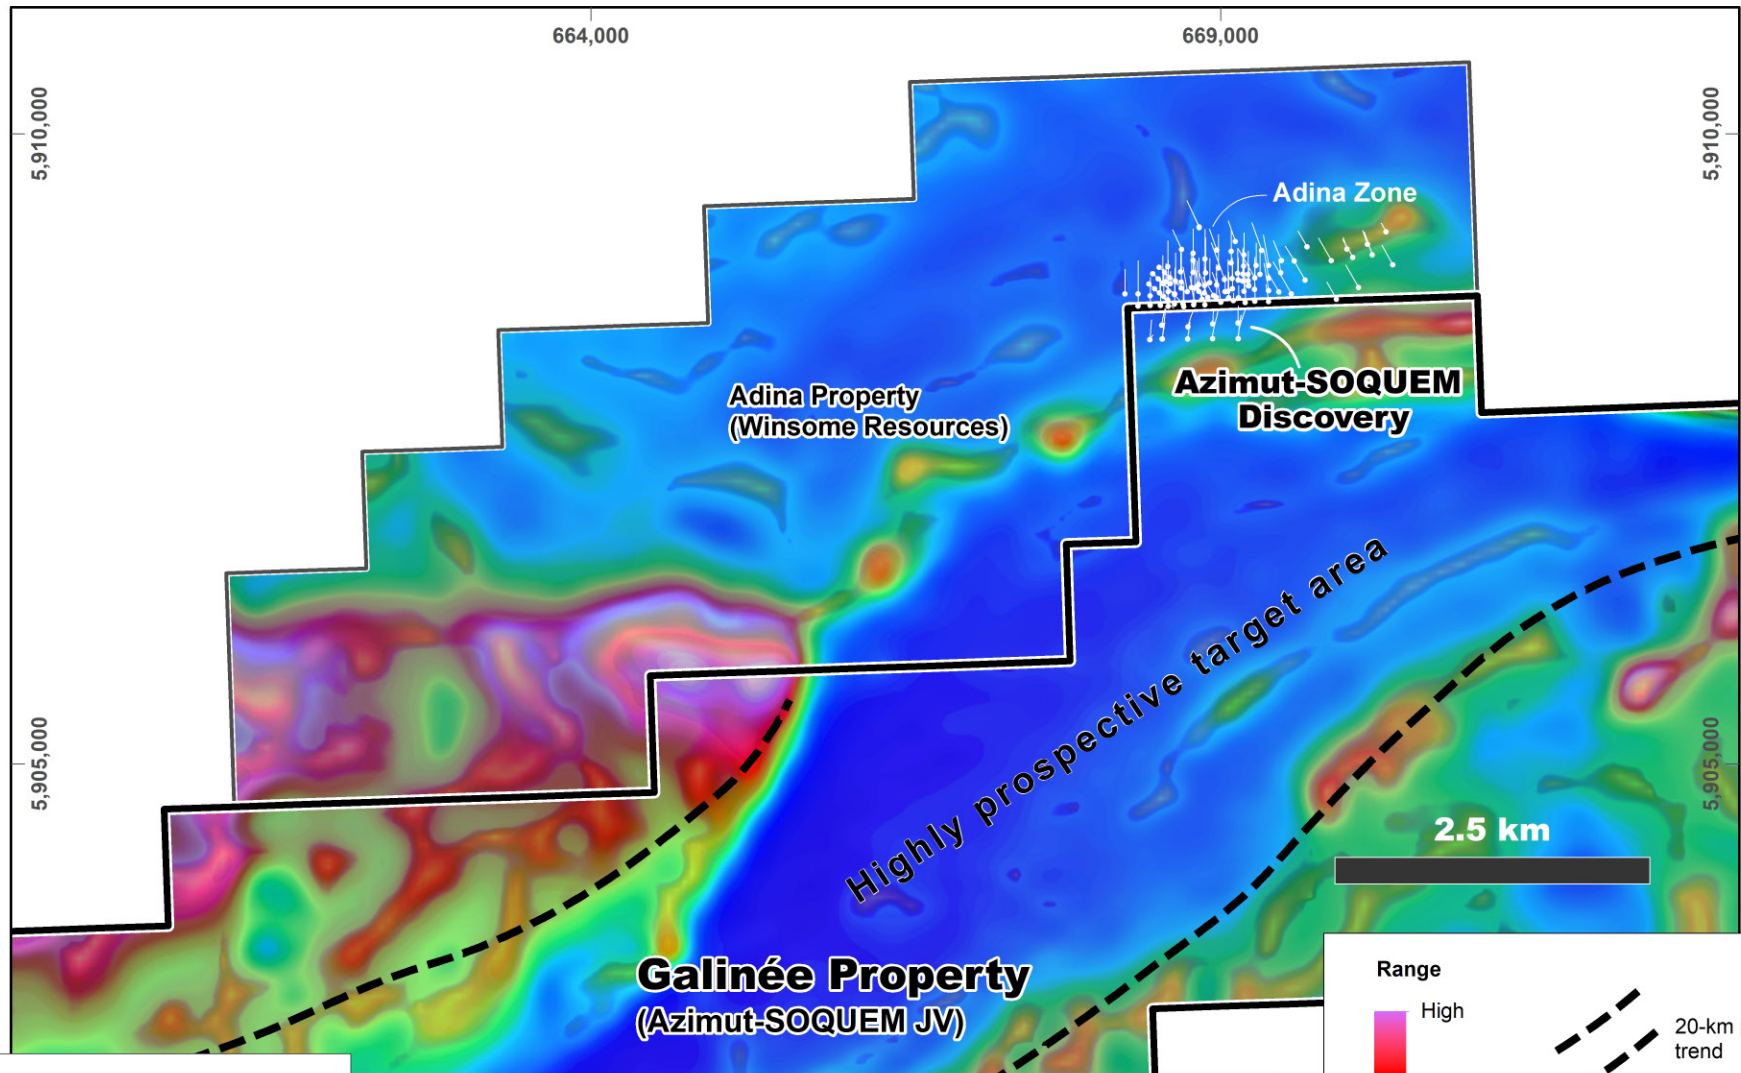 664,000
669,000
5,910,000
5,910,000
Adina Zone
Azimut-SOQUEM
Discovery
Adina Property
(Winsome Resources)
Highly prospective target area
5,905,000
5,905,000
2.5 km
Galinée Property
(Azimut-SOQUEM JV)
Range
High
20-km
trend